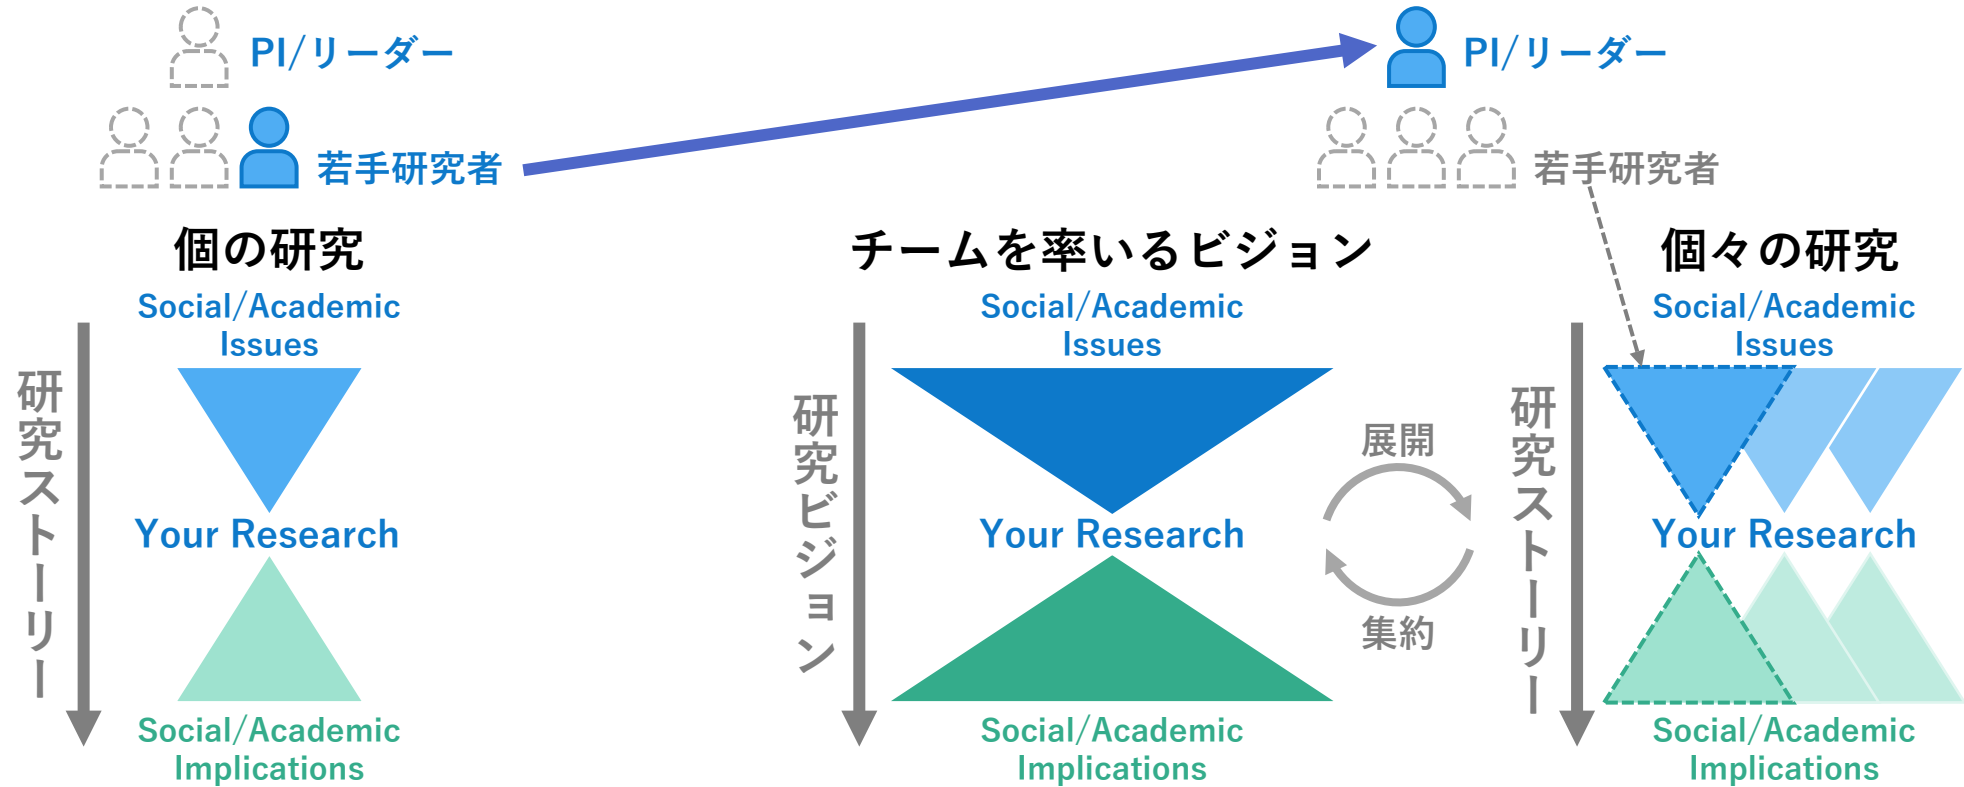 PI/リーダー
若手研究者
PI/リーダー
若手研究者
個の研究
Social/Academic
Issues
研究ストーリー
Your Research
Social/Academic
Implications
チームを率いるビジョン
Social/Academic
Issues
研究ビジョン
Your Research
Social/Academic
Implications
展開
集約
個々の研究
Social/Academic
Issues
研究ストーリー
Your Research
Social/Academic
Implications